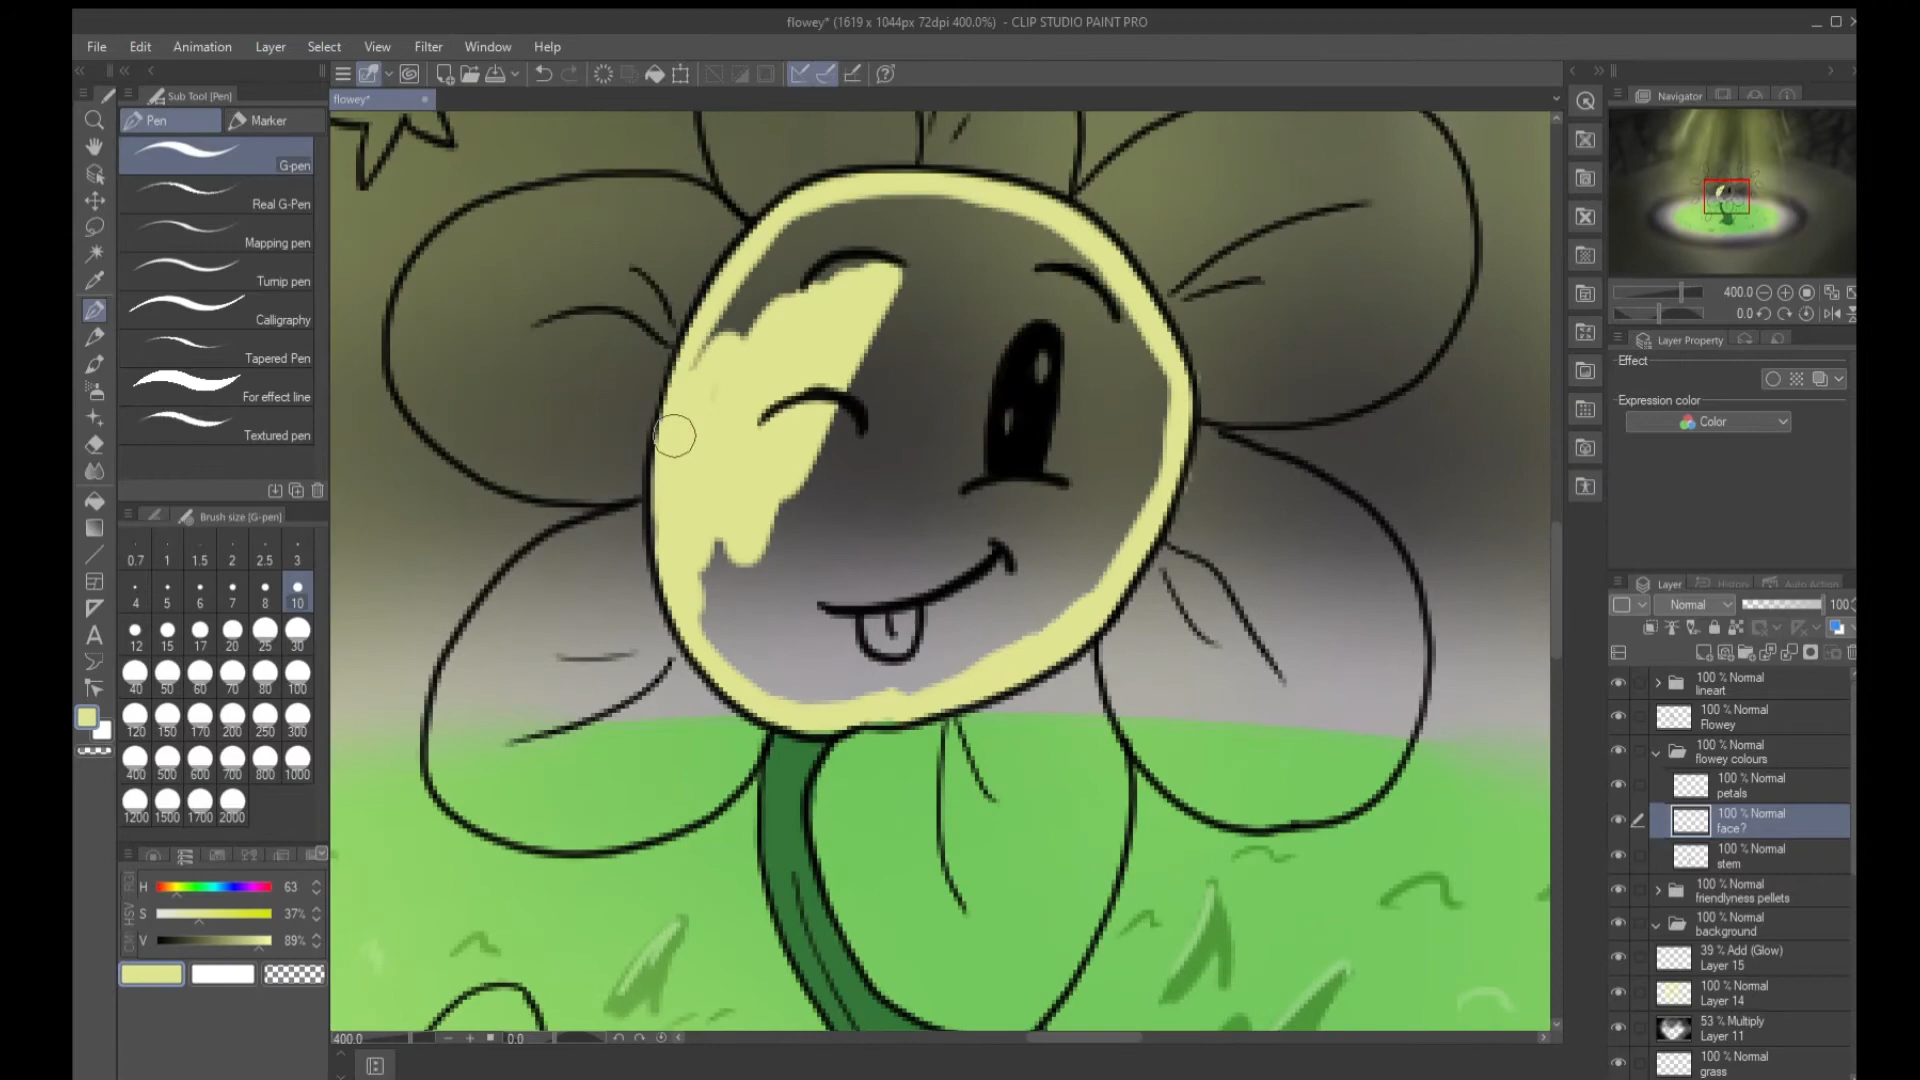 flowey* (1619 x 1044px 72dpi 400.0%) - CLIP STUDIO PAINT PRO
File Edit Animation Layer Select View Filter Window Help
Sub Tool [Pen]
Pen Marker
G-pen
Real G-Pen
Mapping pen
Turnip pen
Calligraphy
Tapered Pen
For effect line
Textured pen
Brush size [G-pen]
0.7 1 1.5 2 2.5 3
4 5 6 7 8 10
12 15 17 20 25 30
40 50 60 70 80 100
120 150 170 200 250 300
400 500 600 700 800 1000
1200 1500 1700 2000
H 63
S 37%
V 89%
flowey*
400.0 0.0
Navigator
400.0
0.0
Layer Property
Effect
Expression color
Color
Layer History Auto Action
Normal 100
100 % Normal
lineart
100 % Normal
Flowey
100 % Normal
flowey colours
100 % Normal
petals
100 % Normal
face?
100 % Normal
stem
100 % Normal
friendlyness pellets
100 % Normal
background
39 % Add (Glow)
Layer 15
100 % Normal
Layer 14
53 % Multiply
Layer 11
100 % Normal
grass